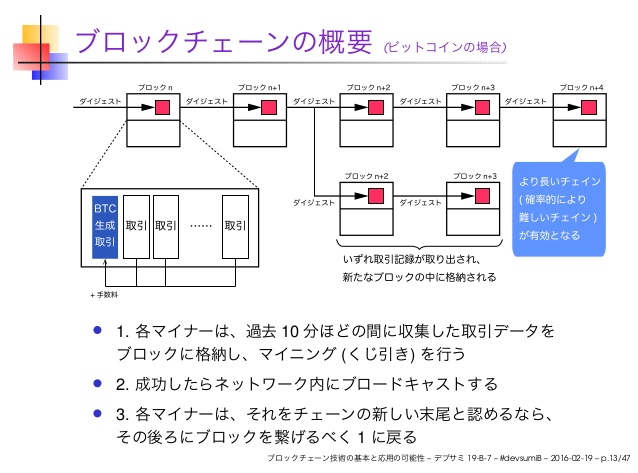 ブロックチェーンの概要 (ビットコインの場合)
ブロック n
ブロック n+1
ブロック n+2
ブロック n+3
ブロック n+4
ダイジェスト
ダイジェスト
ダイジェスト
ダイジェスト
ダイジェスト
ブロック n+2
ブロック n+3
ダイジェスト
ダイジェスト
より長いチェイン
( 確率的により
難しいチェイン )
が有効となる
BTC
生成
取引
取引
取引
……
取引
+ 手数料
いずれ取引記録が取り出され、
新たなブロックの中に格納される
1. 各マイナーは、過去 10 分ほどの間に収集した取引データを
ブロックに格納し、マイニング (くじ引き) を行う
2. 成功したらネットワーク内にブロードキャストする
3. 各マイナーは、それをチェーンの新しい末尾と認めるなら、
その後ろにブロックを繋げるべく 1 に戻る
ブロックチェーン技術の基本と応用の可能性 – デブサミ 19-B-7 – #devsumiB – 2016-02-19 – p.13/47